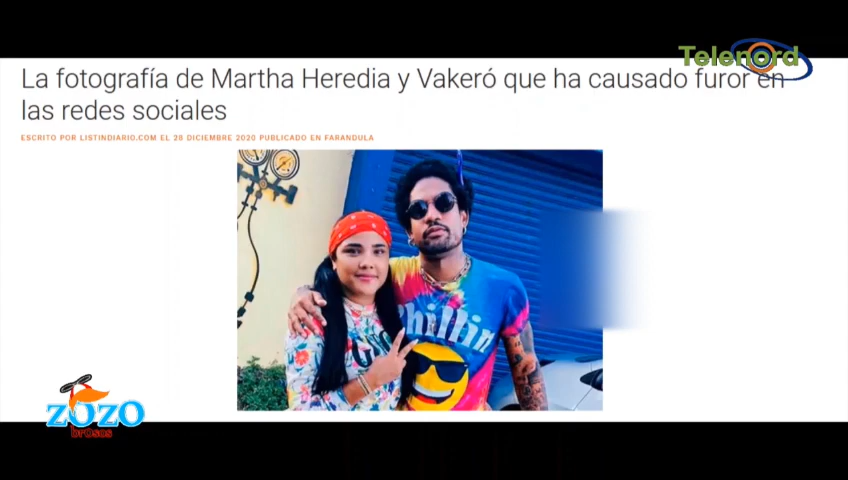 Telenord
La fotografía de Martha Heredia y Vakeró que ha causado furor en
las redes sociales
ESCRITO POR LISTINDIARIO.COM EL 28 DICIEMBRE 2020 PUBLICADO EN FARANDULA
Chillin
ZOZO
brosos